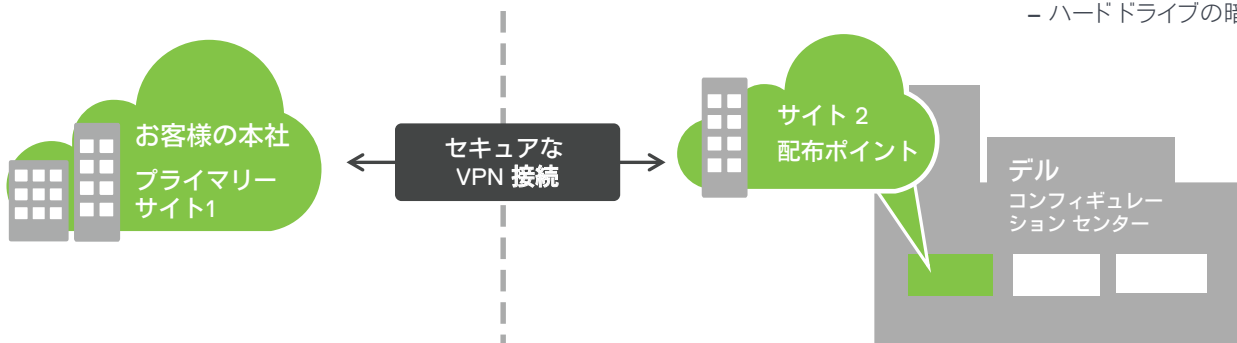 – ハードドライブの暗
お客様の本社
プライマリー
サイト1
セキュアな
VPN 接続
サイト 2
配布ポイント
デル
コンフィギュレー
ション センター